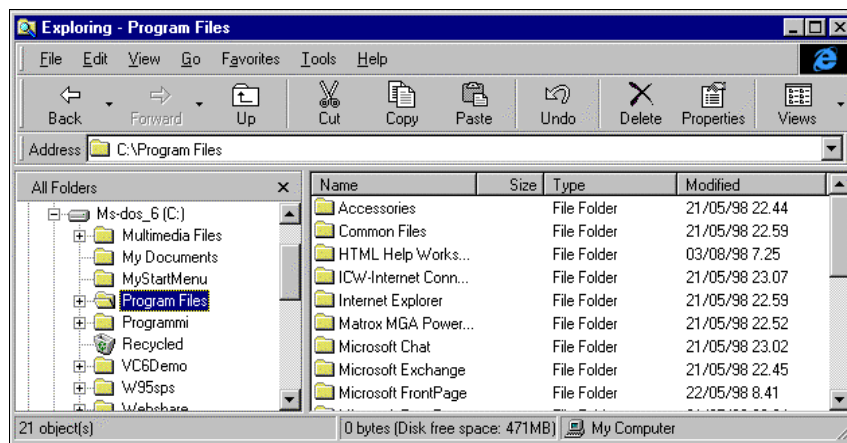 Exploring - Program Files
File Edit View Go Favorites Tools Help
Back Forward Up Cut Copy Paste Undo Delete Properties Views
Address C:\Program Files
All Folders
Ms-dos_6 (C:)
Multimedia Files
My Documents
MyStartMenu
Program Files
Programmi
Recycled
VC6Demo
W95sps
Webshare
Name Size Type Modified
Accessories File Folder 21/05/98 22.44
Common Files File Folder 21/05/98 22.59
HTML Help Works... File Folder 03/08/98 7.25
ICW-Internet Conn... File Folder 21/05/98 23.07
Internet Explorer File Folder 21/05/98 22.59
Matrox MGA Power... File Folder 21/05/98 22.52
Microsoft Chat File Folder 21/05/98 23.02
Microsoft Exchange File Folder 21/05/98 22.45
Microsoft FrontPage File Folder 22/05/98 8.41
21 object(s) 0 bytes (Disk free space: 471MB) My Computer